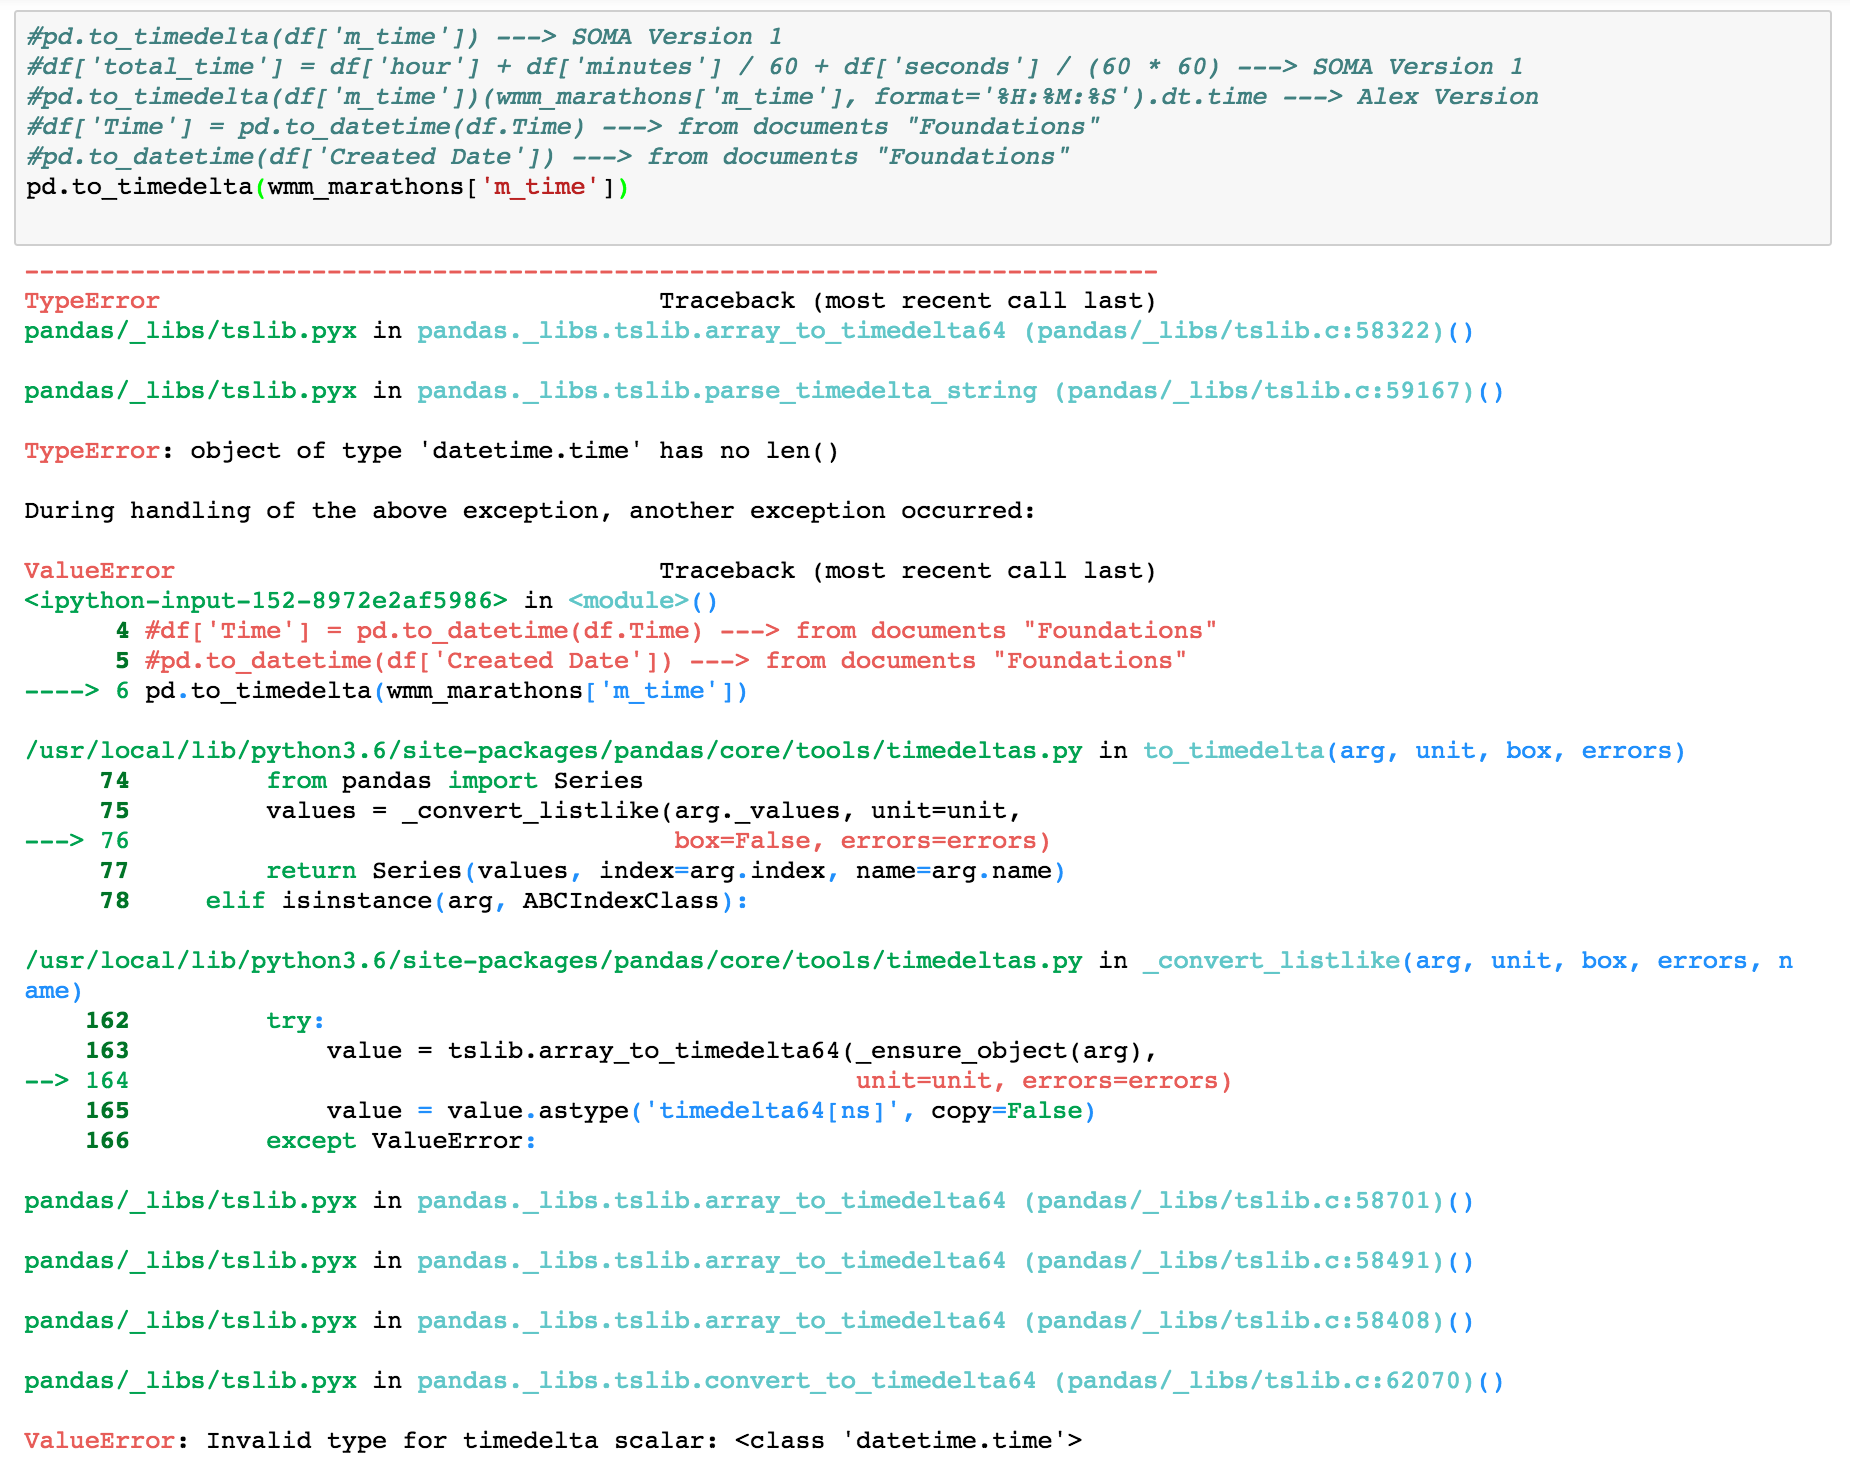 #pd.to_timedelta(df['m_time']) ---> SOMA Version 1
#df['total_time'] = df['hour'] + df['minutes'] / 60 + df['seconds'] / (60 * 60) ---> SOMA Version 1
#pd.to_timedelta(df['m_time'])(wmm_marathons['m_time'], format='%H:%M:%S').dt.time ---> Alex Version
#df['Time'] = pd.to_datetime(df.Time) ---> from documents "Foundations"
#pd.to_datetime(df['Created Date']) ---> from documents "Foundations"
pd.to_timedelta(wmm_marathons['m_time'])
---------------------------------------------------------------------------
TypeError                                 Traceback (most recent call last)
pandas/_libs/tslib.pyx in pandas._libs.tslib.array_to_timedelta64 (pandas/_libs/tslib.c:58322)()
pandas/_libs/tslib.pyx in pandas._libs.tslib.parse_timedelta_string (pandas/_libs/tslib.c:59167)()
TypeError: object of type 'datetime.time' has no len()
During handling of the above exception, another exception occurred:
ValueError                                Traceback (most recent call last)
<ipython-input-152-8972e2af5986> in <module>()
      4 #df['Time'] = pd.to_datetime(df.Time) ---> from documents "Foundations"
      5 #pd.to_datetime(df['Created Date']) ---> from documents "Foundations"
----> 6 pd.to_timedelta(wmm_marathons['m_time'])
/usr/local/lib/python3.6/site-packages/pandas/core/tools/timedeltas.py in to_timedelta(arg, unit, box, errors)
     74         from pandas import Series
     75         values = _convert_listlike(arg._values, unit=unit,
---> 76                                    box=False, errors=errors)
     77         return Series(values, index=arg.index, name=arg.name)
     78     elif isinstance(arg, ABCIndexClass):
/usr/local/lib/python3.6/site-packages/pandas/core/tools/timedeltas.py in _convert_listlike(arg, unit, box, errors, n
ame)
    162         try:
    163             value = tslib.array_to_timedelta64(_ensure_object(arg),
--> 164                                                unit=unit, errors=errors)
    165             value = value.astype('timedelta64[ns]', copy=False)
    166         except ValueError:
pandas/_libs/tslib.pyx in pandas._libs.tslib.array_to_timedelta64 (pandas/_libs/tslib.c:58701)()
pandas/_libs/tslib.pyx in pandas._libs.tslib.array_to_timedelta64 (pandas/_libs/tslib.c:58491)()
pandas/_libs/tslib.pyx in pandas._libs.tslib.array_to_timedelta64 (pandas/_libs/tslib.c:58408)()
pandas/_libs/tslib.pyx in pandas._libs.tslib.convert_to_timedelta64 (pandas/_libs/tslib.c:62070)()
ValueError: Invalid type for timedelta scalar: <class 'datetime.time'>